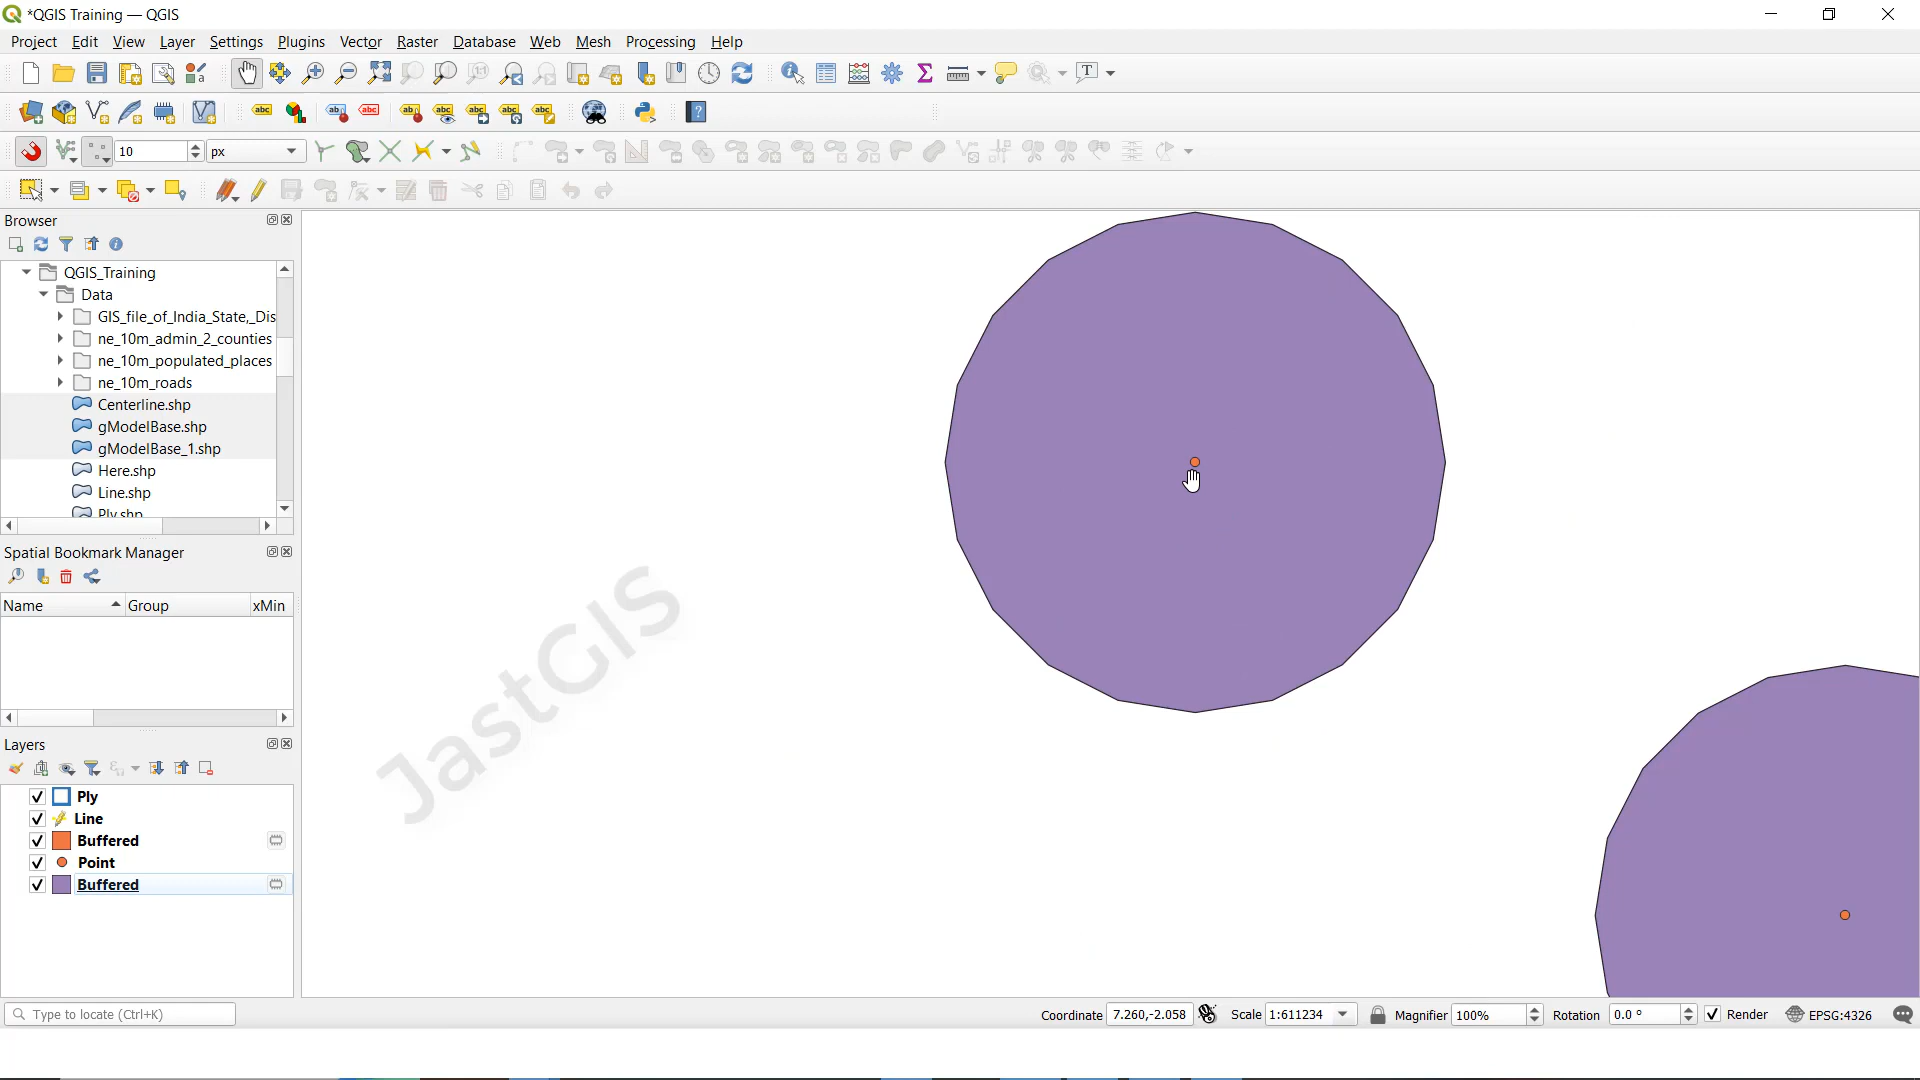 *QGIS Training — QGIS
Project Edit View Layer Settings Plugins Vector Raster Database Web Mesh Processing Help
10 px
Browser
QGIS_Training
Data
GIS_file_of_India_State,_Dis
ne_10m_admin_2_counties
ne_10m_populated_places
ne_10m_roads
Centerline.shp
gModelBase.shp
gModelBase_1.shp
Here.shp
Line.shp
Ply.shp
Spatial Bookmark Manager
Name Group xMin
Layers
Ply
Line
Buffered
Point
Buffered
JastGIS
Type to locate (Ctrl+K) Coordinate 7.260,-2.058 Scale 1:611234 Magnifier 100% Rotation 0.0 ° Render EPSG:4326